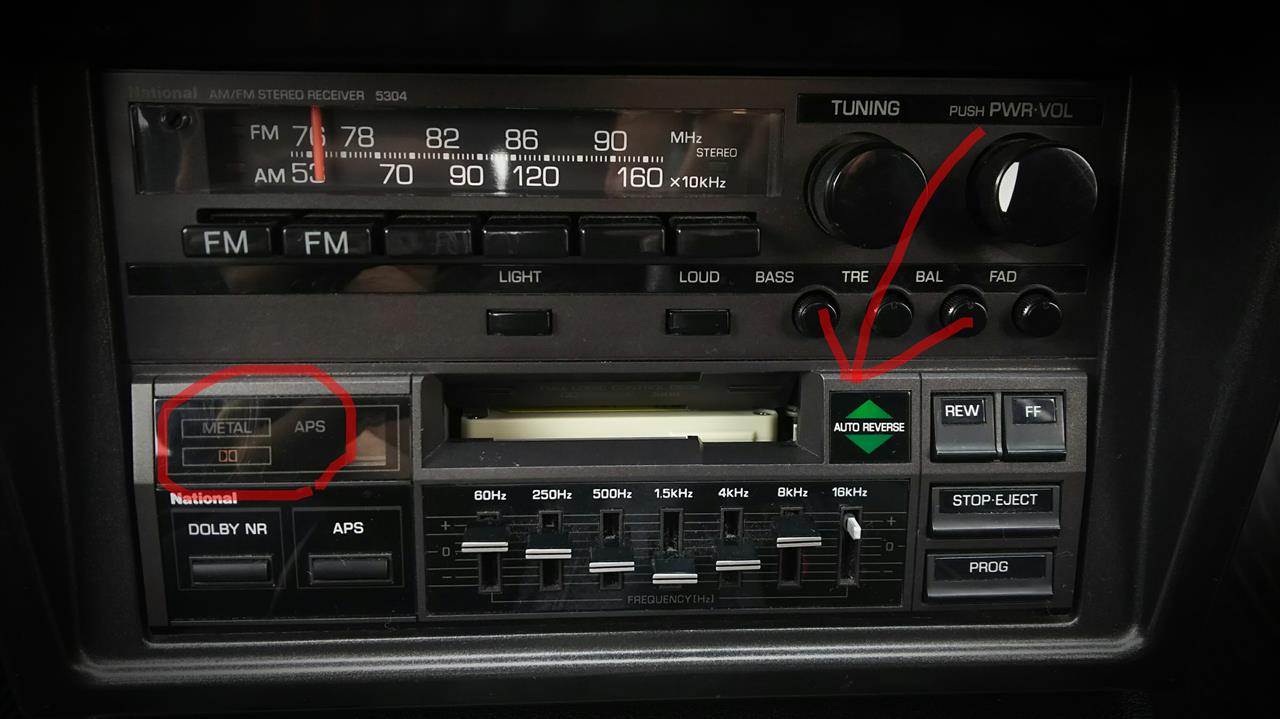 National AM/FM STEREO RECEIVER 5304
TUNING PUSH PWR·VOL
FM 76 78 82 86 90 MHz
STEREO
AM 53 70 90 120 160 ×10kHz
FM FM
LIGHT LOUD BASS TRE BAL FAD
METAL APS
AUTO REVERSE
REW FF
National
DOLBY NR APS
60Hz 250Hz 500Hz 1.5kHz 4kHz 8kHz 16kHz
+ +
0 0
− −
FREQUENCY[Hz]
STOP·EJECT
PROG